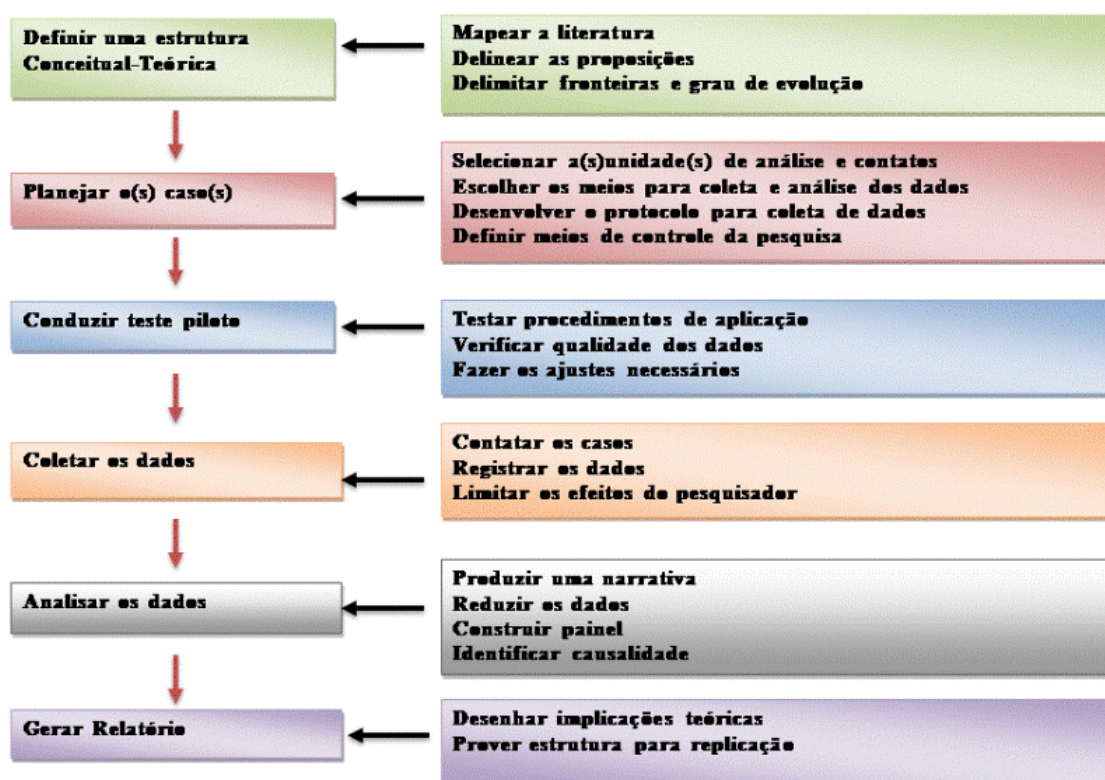 Definir uma estrutura
Conceitual-Teórica
Mapear a literatura
Delinear as proposições
Delimitar fronteiras e grau de evolução
Planejar o(s) caso(s)
Selecionar a(s)unidade(s) de análise e contatos
Escolher os meios para coleta e análise dos dados
Desenvolver o protocolo para coleta de dados
Definir meios de controle da pesquisa
Conduzir teste piloto
Testar procedimentos de aplicação
Verificar qualidade dos dados
Fazer os ajustes necessários
Coletar os dados
Contatar os casos
Registrar os dados
Limitar os efeitos do pesquisador
Analisar os dados
Produzir uma narrativa
Reduzir os dados
Construir painel
Identificar causalidade
Gerar Relatório
Desenhar implicações teóricas
Prover estrutura para replicação